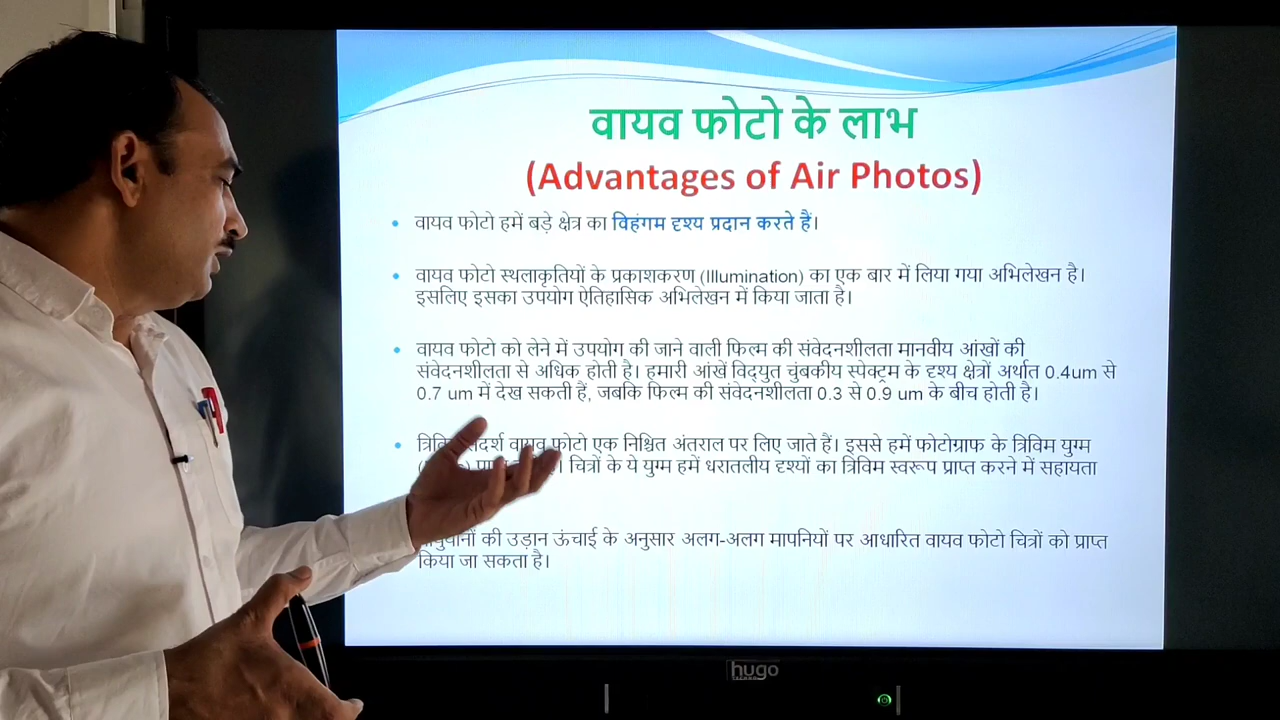 वायव फोटो के लाभ
(Advantages of Air Photos)
• वायव फोटो हमें बड़े क्षेत्र का विहंगम दृश्य प्रदान करते हैं।
• वायव फोटो स्थलाकृतियों के प्रकाशकरण (Illumination) का एक बार में लिया गया अभिलेखन है।
इसलिए इसका उपयोग ऐतिहासिक अभिलेखन में किया जाता है।
• वायव फोटो को लेने में उपयोग की जाने वाली फिल्म की संवेदनशीलता मानवीय आंखों की
संवेदनशीलता से अधिक होती है। हमारी आंखें विद्युत चुंबकीय स्पेक्ट्रम के दृश्य क्षेत्रों अर्थात 0.4um से
0.7 um में देख सकती हैं, जबकि फिल्म की संवेदनशीलता 0.3 से 0.9 um के बीच होती है।
• वायव फोटो एक निश्चित अंतराल पर लिए जाते हैं। इससे हमें फोटोग्राफ के त्रिविम युग्म
चित्रों के ये युग्म हमें धरातलीय दृश्यों का त्रिविम स्वरूप प्राप्त करने में सहायता
की उड़ान ऊंचाई के अनुसार अलग-अलग मापनियों पर आधारित वायव फोटो चित्रों को प्राप्त
किया जा सकता है।
hugo